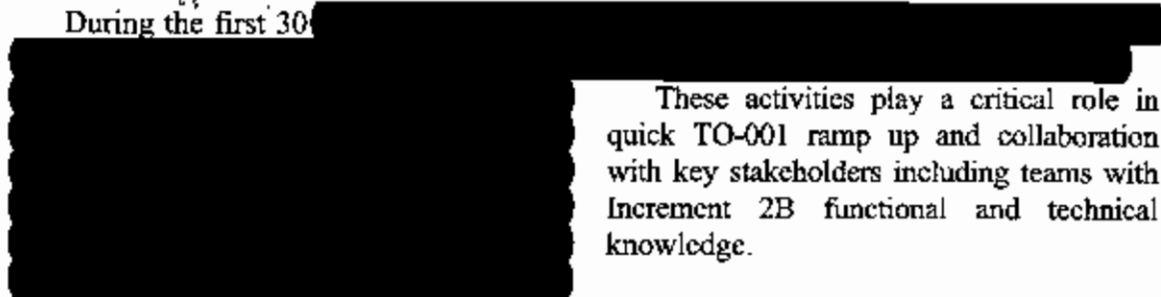 During the first 30
These activities play a critical role in
quick TO-001 ramp up and collaboration
with key stakeholders including teams with
Increment 2B functional and technical
knowledge.